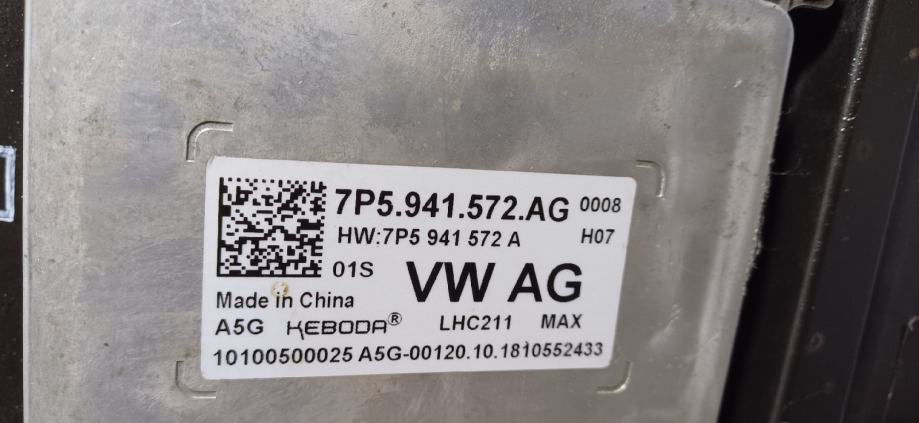 7P5.941.572.AG 0008
HW:7P5 941 572 A H07
01S VW AG
Made in China
A5G KEBODA® LHC211 MAX
10100500025 A5G-00120.10.1810552433